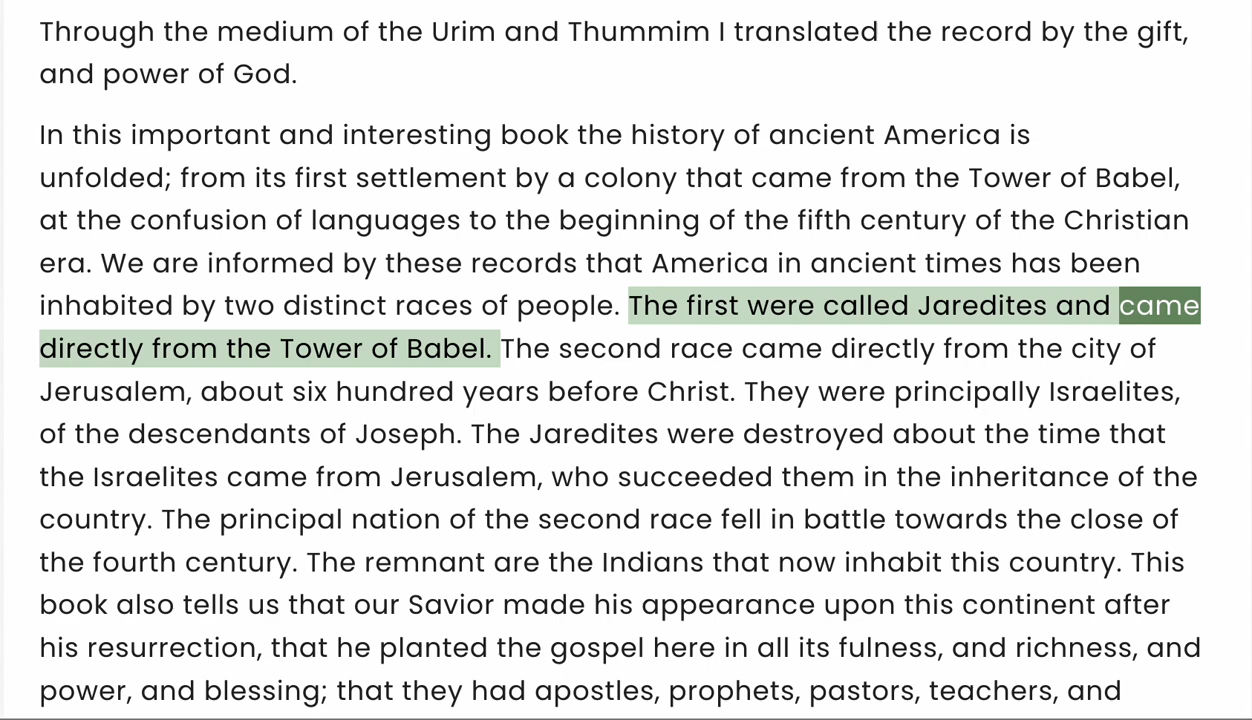 Through the medium of the Urim and Thummim I translated the record by the gift,
and power of God.
In this important and interesting book the history of ancient America is
unfolded; from its first settlement by a colony that came from the Tower of Babel,
at the confusion of languages to the beginning of the fifth century of the Christian
era. We are informed by these records that America in ancient times has been
inhabited by two distinct races of people. The first were called Jaredites and came
directly from the Tower of Babel. The second race came directly from the city of
Jerusalem, about six hundred years before Christ. They were principally Israelites,
of the descendants of Joseph. The Jaredites were destroyed about the time that
the Israelites came from Jerusalem, who succeeded them in the inheritance of the
country. The principal nation of the second race fell in battle towards the close of
the fourth century. The remnant are the Indians that now inhabit this country. This
book also tells us that our Savior made his appearance upon this continent after
his resurrection, that he planted the gospel here in all its fulness, and richness, and
power, and blessing; that they had apostles, prophets, pastors, teachers, and